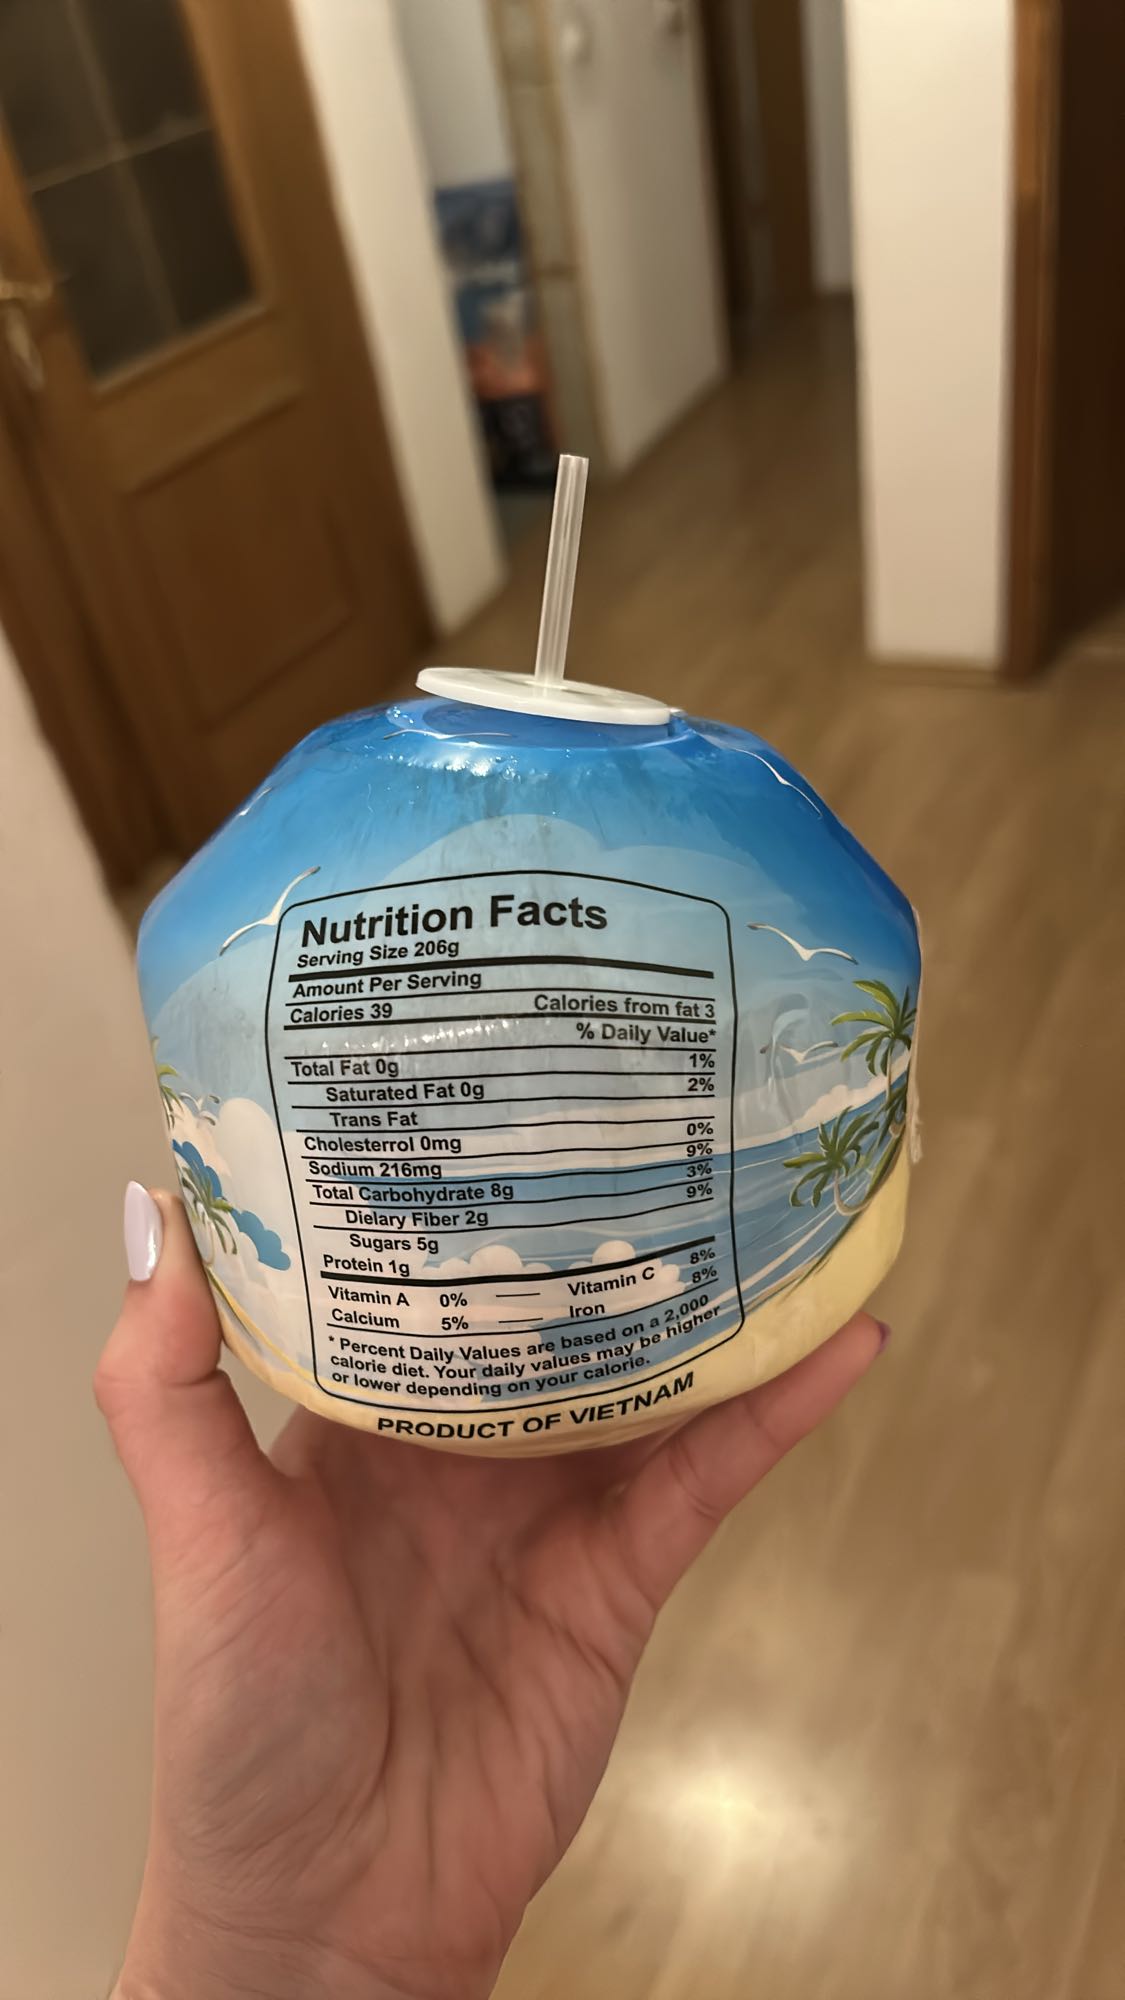 Nutrition Facts
Serving Size 206g
Amount Per Serving
Calories 39 Calories from fat 3
% Daily Value*
Total Fat 0g 1%
Saturated Fat 0g 2%
Trans Fat
Cholesterrol 0mg 0%
Sodium 216mg 9%
Total Carbohydrate 8g 3%
Dielary Fiber 2g 9%
Sugars 5g
Protein 1g
Vitamin A 0% — Vitamin C 8%
Calcium 5% — Iron 8%
* Percent Daily Values are based on a 2,000
calorie diet. Your daily values may be higher
or lower depending on your calorie.
PRODUCT OF VIETNAM